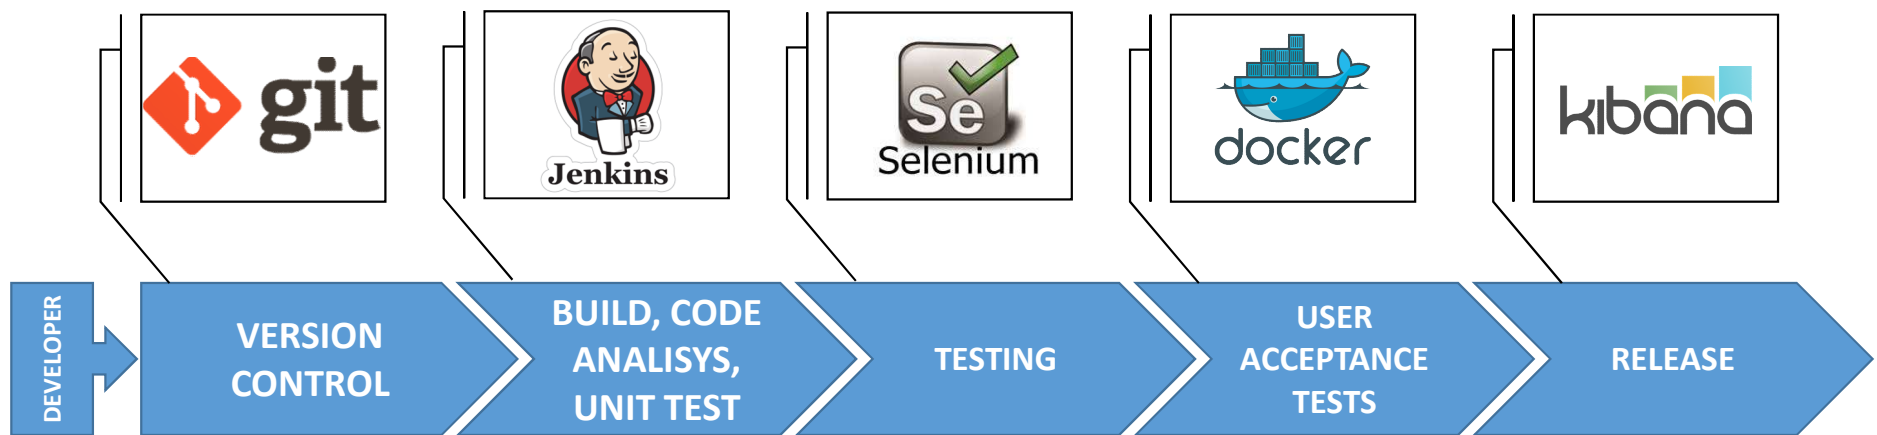 git
Jenkins
Se
Selenium
docker
kibana
DEVELOPER
VERSION
CONTROL
BUILD, CODE
ANALISYS,
UNIT TEST
TESTING
USER
ACCEPTANCE
TESTS
RELEASE